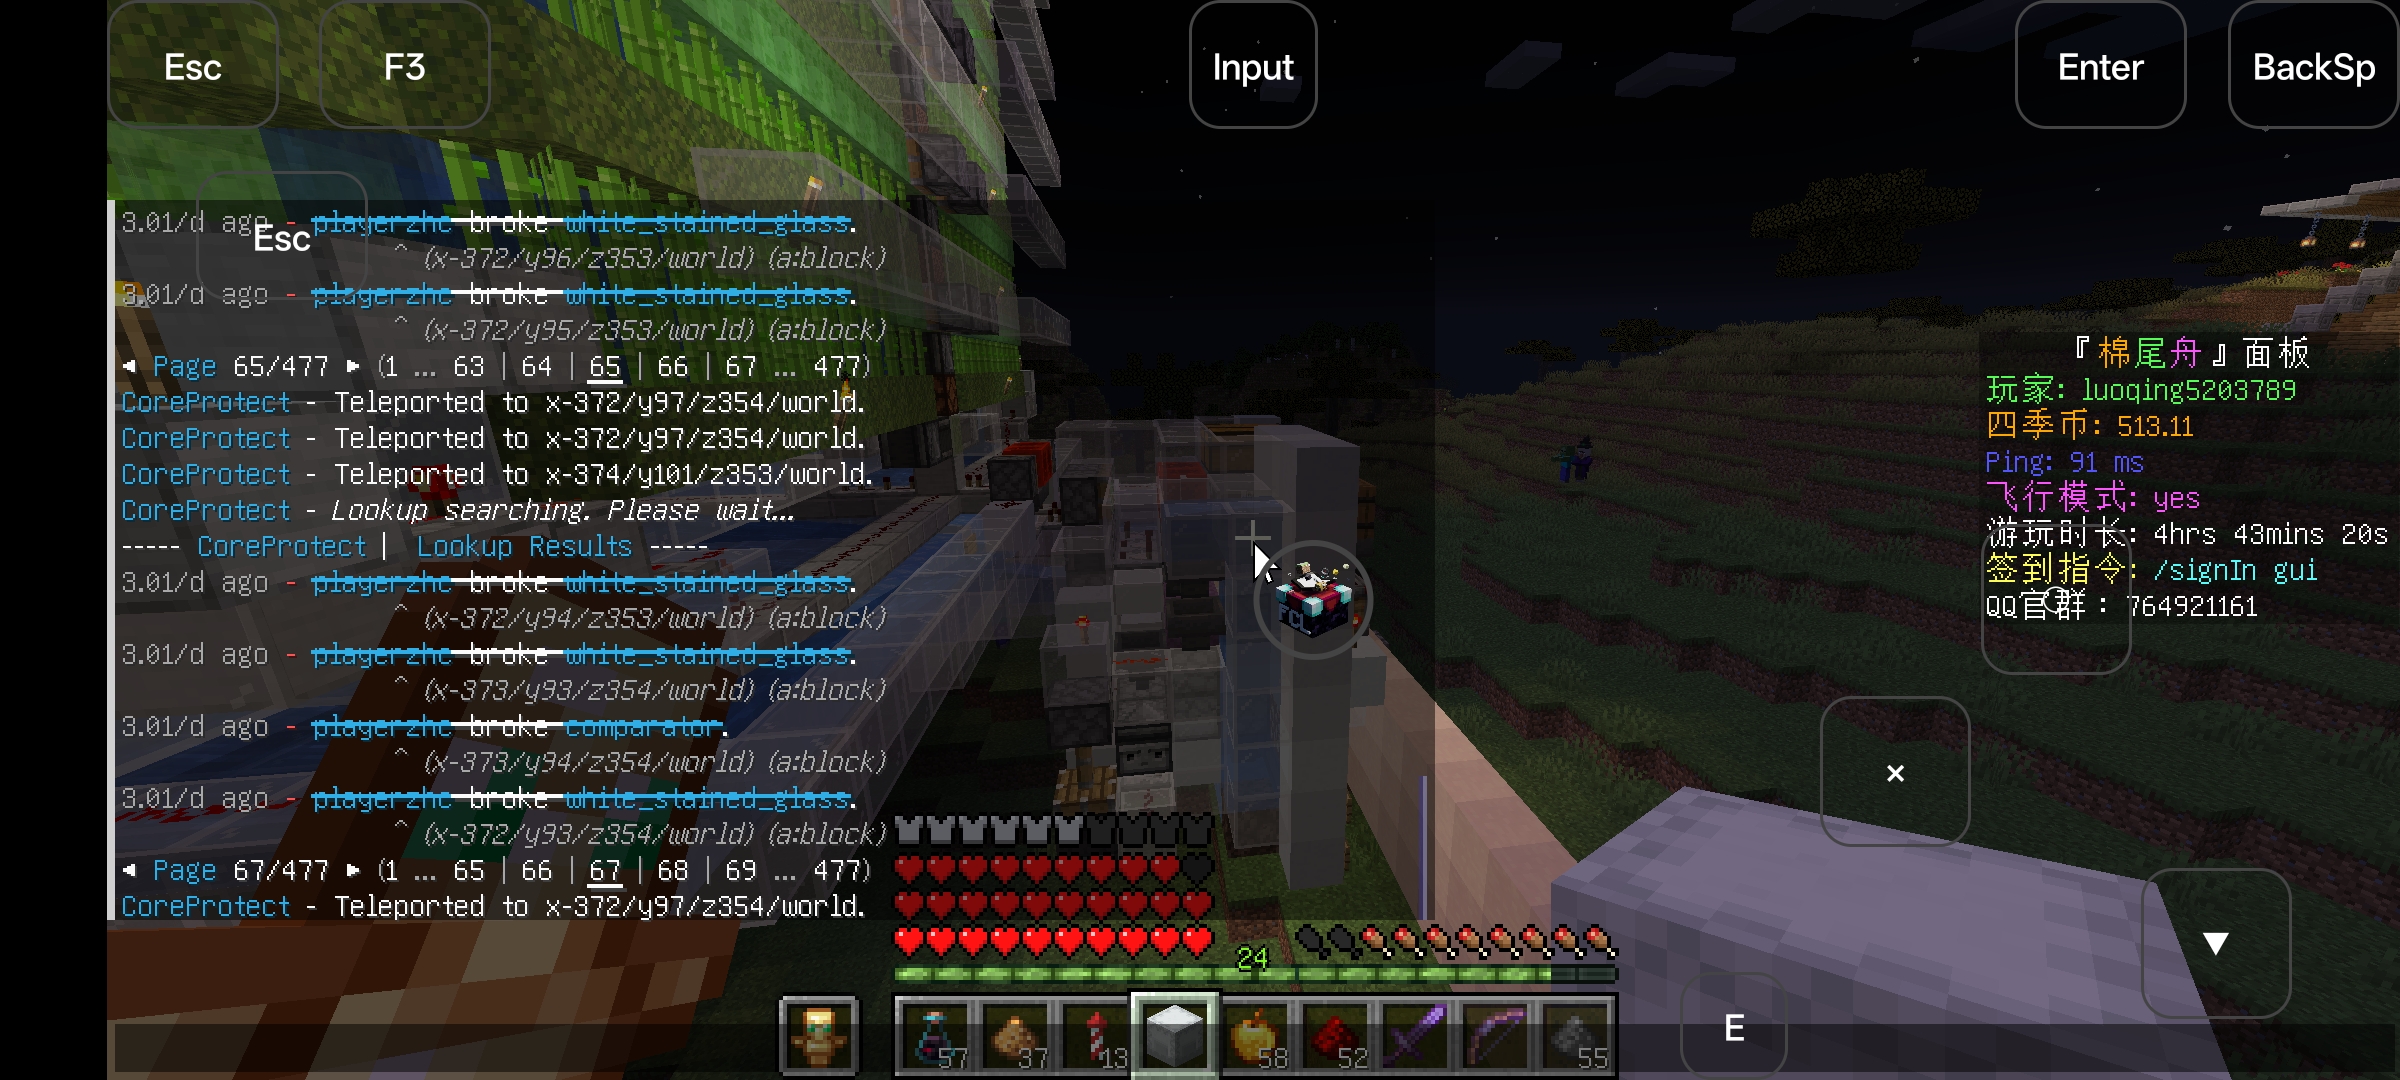 Esc
F3
Input
Enter
BackSp
3.01/d ago - playerzhc broke white_stained_glass.
Esc
^ (x-372/y96/z353/world) (a:block)
3.01/d ago - playerzhc broke white_stained_glass.
^ (x-372/y95/z353/world) (a:block)
◀ Page 65/477 ▶ (1 ... 63 | 64 | 65 | 66 | 67 ... 477)
CoreProtect - Teleported to x-372/y97/z354/world.
CoreProtect - Teleported to x-372/y97/z354/world.
CoreProtect - Teleported to x-374/y101/z353/world.
CoreProtect - Lookup searching. Please wait...
----- CoreProtect | Lookup Results -----
3.01/d ago - playerzhc broke white_stained_glass.
^ (x-372/y94/z353/world) (a:block)
3.01/d ago - playerzhc broke white_stained_glass.
^ (x-373/y93/z354/world) (a:block)
3.01/d ago - playerzhc broke comparator.
^ (x-373/y94/z354/world) (a:block)
3.01/d ago - playerzhc broke white_stained_glass.
^ (x-372/y93/z354/world) (a:block)
◀ Page 67/477 ▶ (1 ... 65 | 66 | 67 | 68 | 69 ... 477)
CoreProtect - Teleported to x-372/y97/z354/world.
『棉尾舟』面板
玩家: luoqing5203789
四季币: 513.11
Ping: 91 ms
飞行模式: yes
游玩时长: 4hrs 43mins 20s
签到指令: /signIn gui
QQ官群: 764921161
FCL
×
▼
E
24
57
37
13
58
52
55